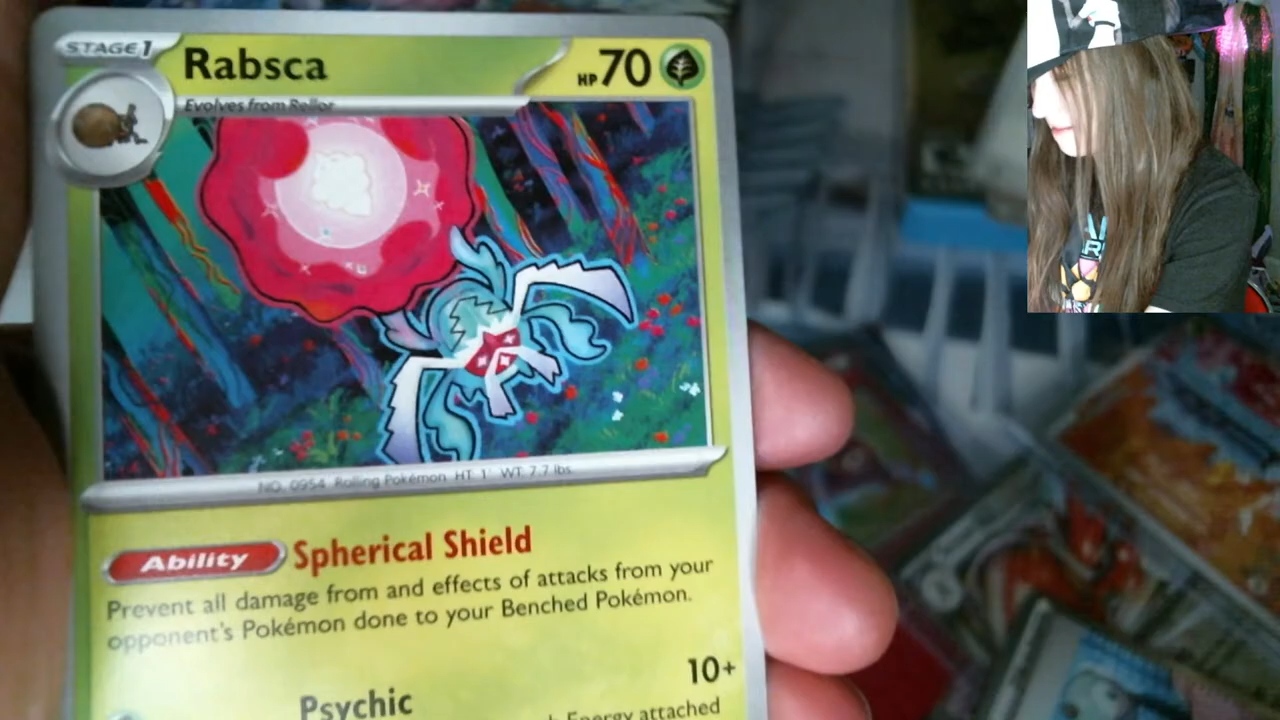 STAGE1
Rabsca
HP 70
Evolves from Rellor
NO. 0954 Rolling Pokémon HT 1' WT: 7.7 lbs.
Ability Spherical Shield
Prevent all damage from and effects of attacks from your
opponent's Pokémon done to your Benched Pokémon.
Psychic 10+
Energy attached